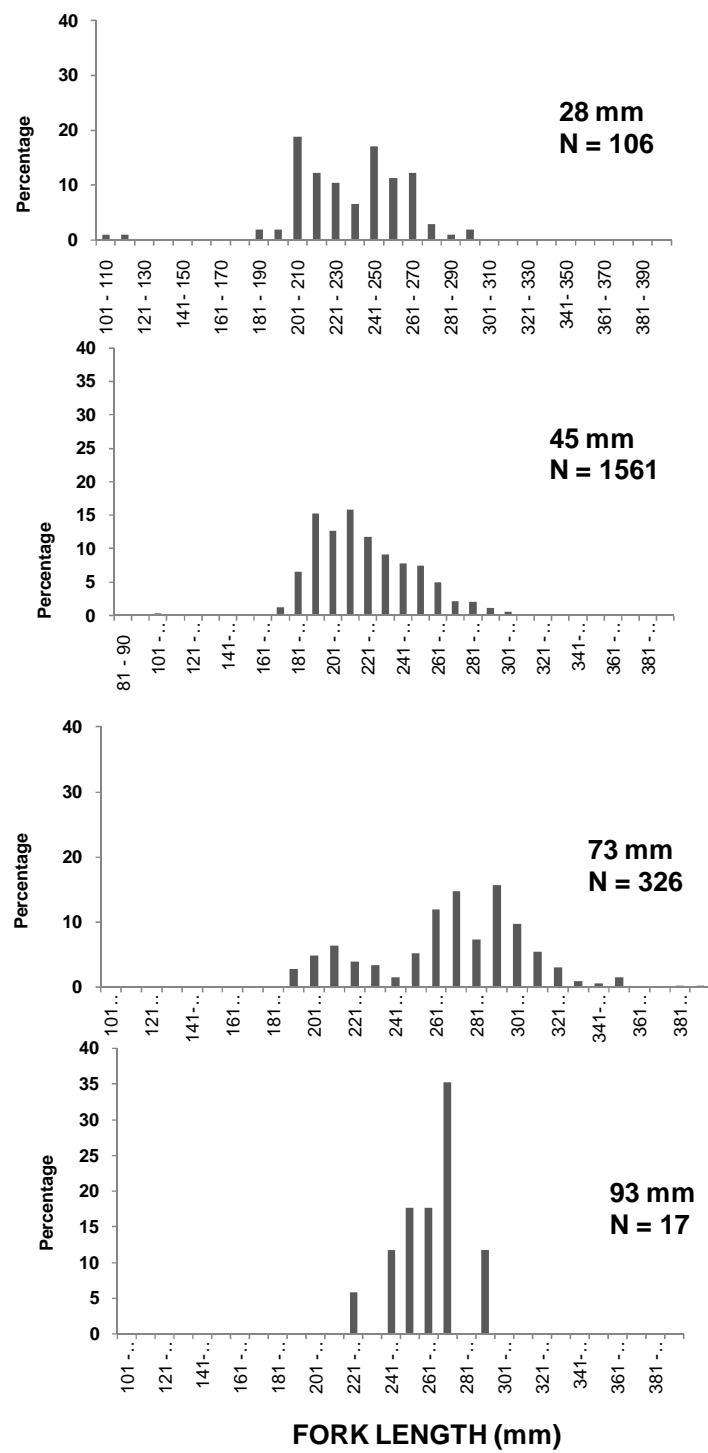 40
30
20
10
0
Percentage
28 mm
N = 106
101 - 110
121 - 130
141- 150
161 - 170
181 - 190
201 - 210
221 - 230
241 - 250
261 - 270
281 - 290
301 - 310
321 - 330
341- 350
361 - 370
381 - 390
40
35
30
25
20
15
10
5
0
Percentage
45 mm
N = 1561
81 - 90
101 - ..
121 - ..
141- ..
161 - ..
181 - ..
201 - ..
221 - ..
241 - ..
261 - ..
281 - ..
301 - ..
321 - ..
341- ..
361 - ..
381 - ..
40
30
20
10
0
Percentage
73 mm
N = 326
101..
121..
141- ..
161..
181..
201..
221..
241..
261..
281..
301..
321..
341- ..
361..
381..
40
35
30
25
20
15
10
5
0
Percentage
93 mm
N = 17
101 - ..
121 - ..
141- ..
161 - ..
181 - ..
201 - ..
221 - ..
241 - ..
261 - ..
281 - ..
301 - ..
321 - ..
341- ..
361 - ..
381 - ..
FORK LENGTH (mm)